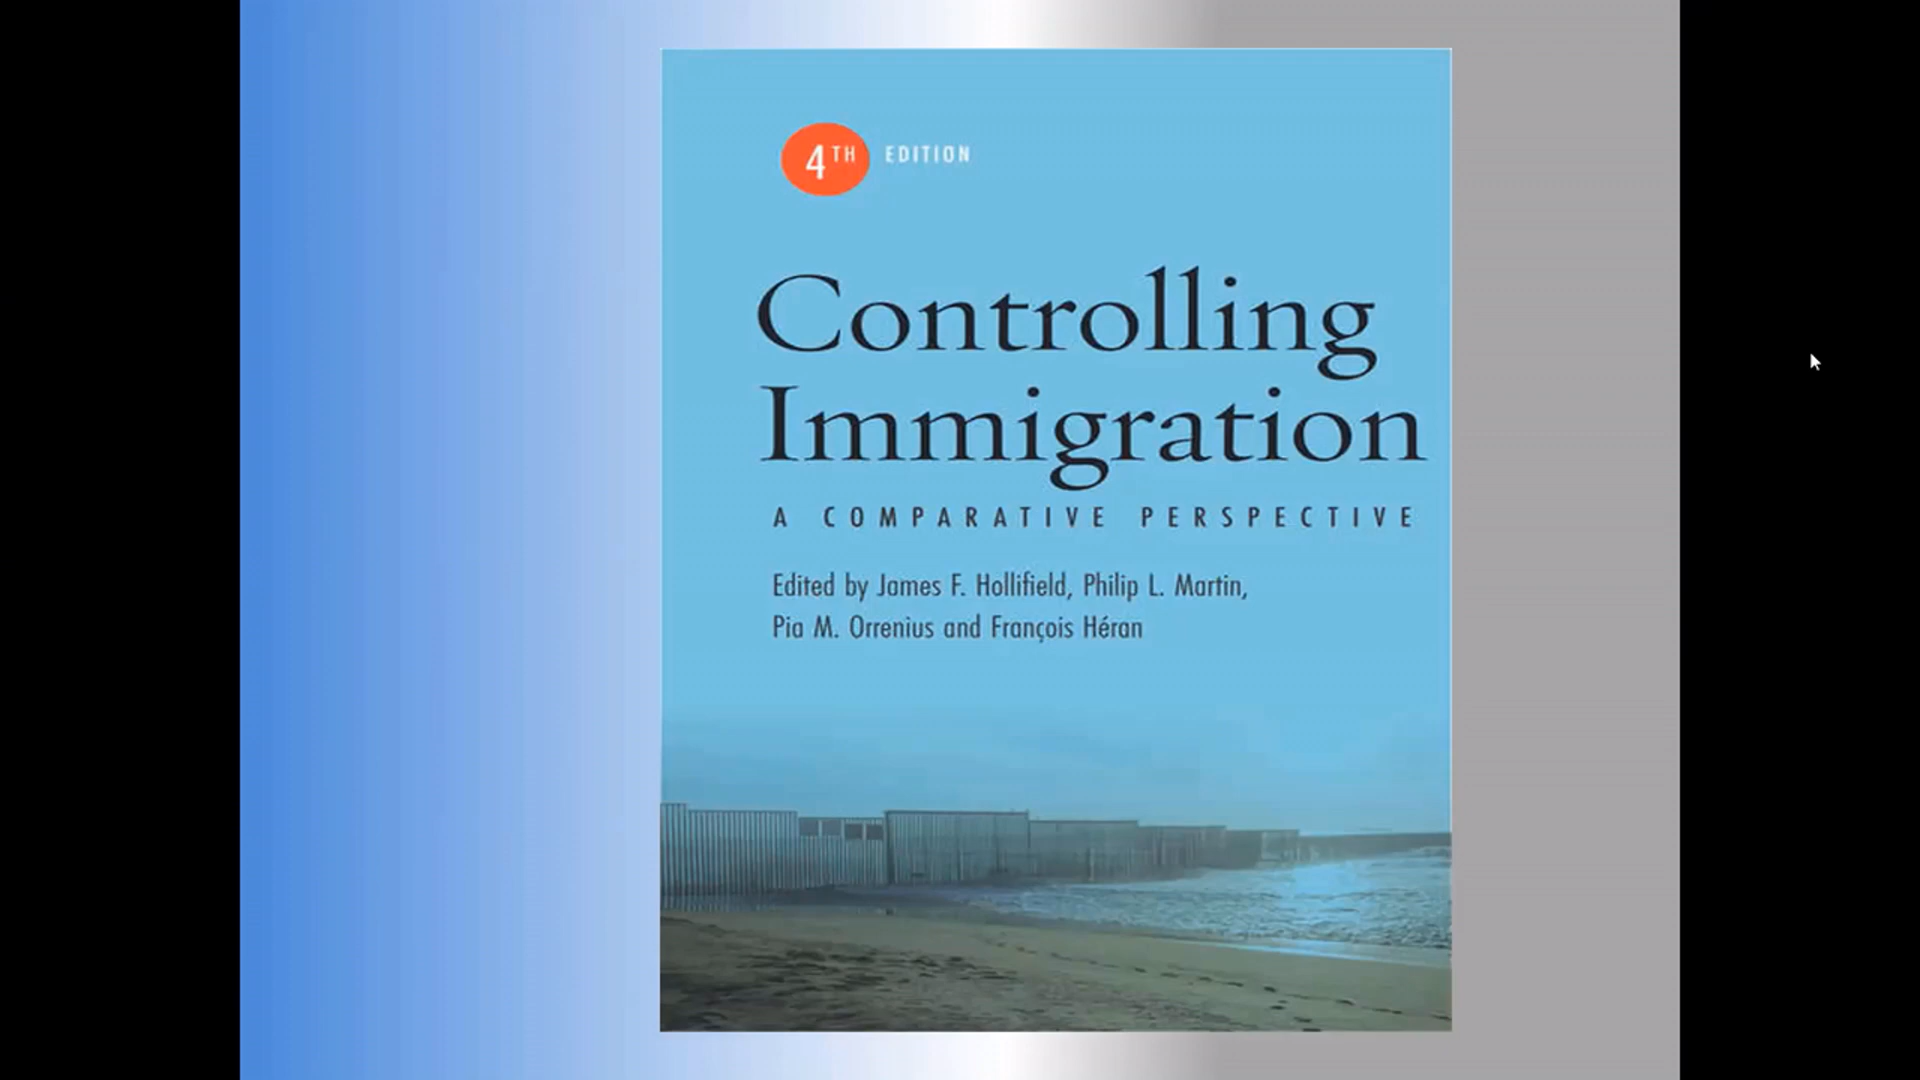 4TH EDITION
Controlling
Immigration
A COMPARATIVE PERSPECTIVE
Edited by James F. Hollifield, Philip L. Martin,
Pia M. Orrenius and François Héran